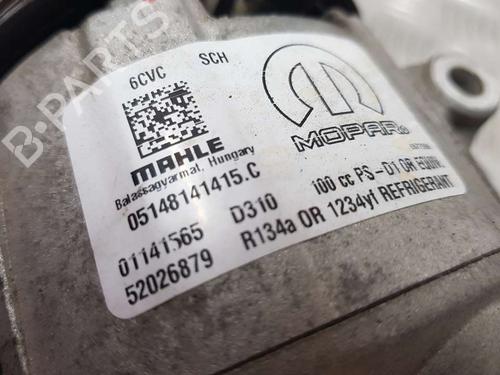 B-PARTS
6CVC SCH
MAHLE
Balassagyarmat, Hungary
MOPAR
05148141415.C
01141565 D310 100 cc PS-D1 OR EQUIV.
52026879 R134a OR 1234yf REFRIGERANT